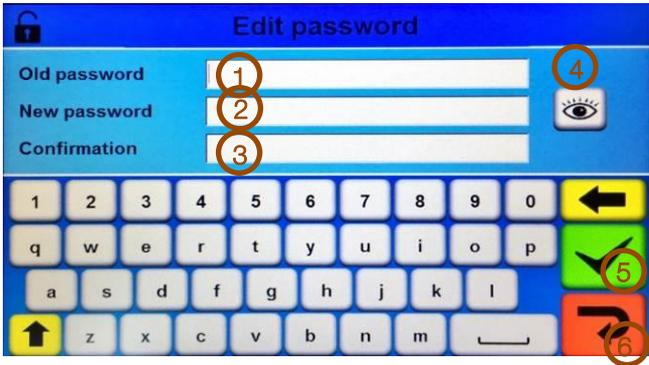 Edit password
Old password 1 4
New password 2
Confirmation 3
1 2 3 4 5 6 7 8 9 0
q w e r t y u i o p
5
a s d f g h j k l
z x c v b n m
6